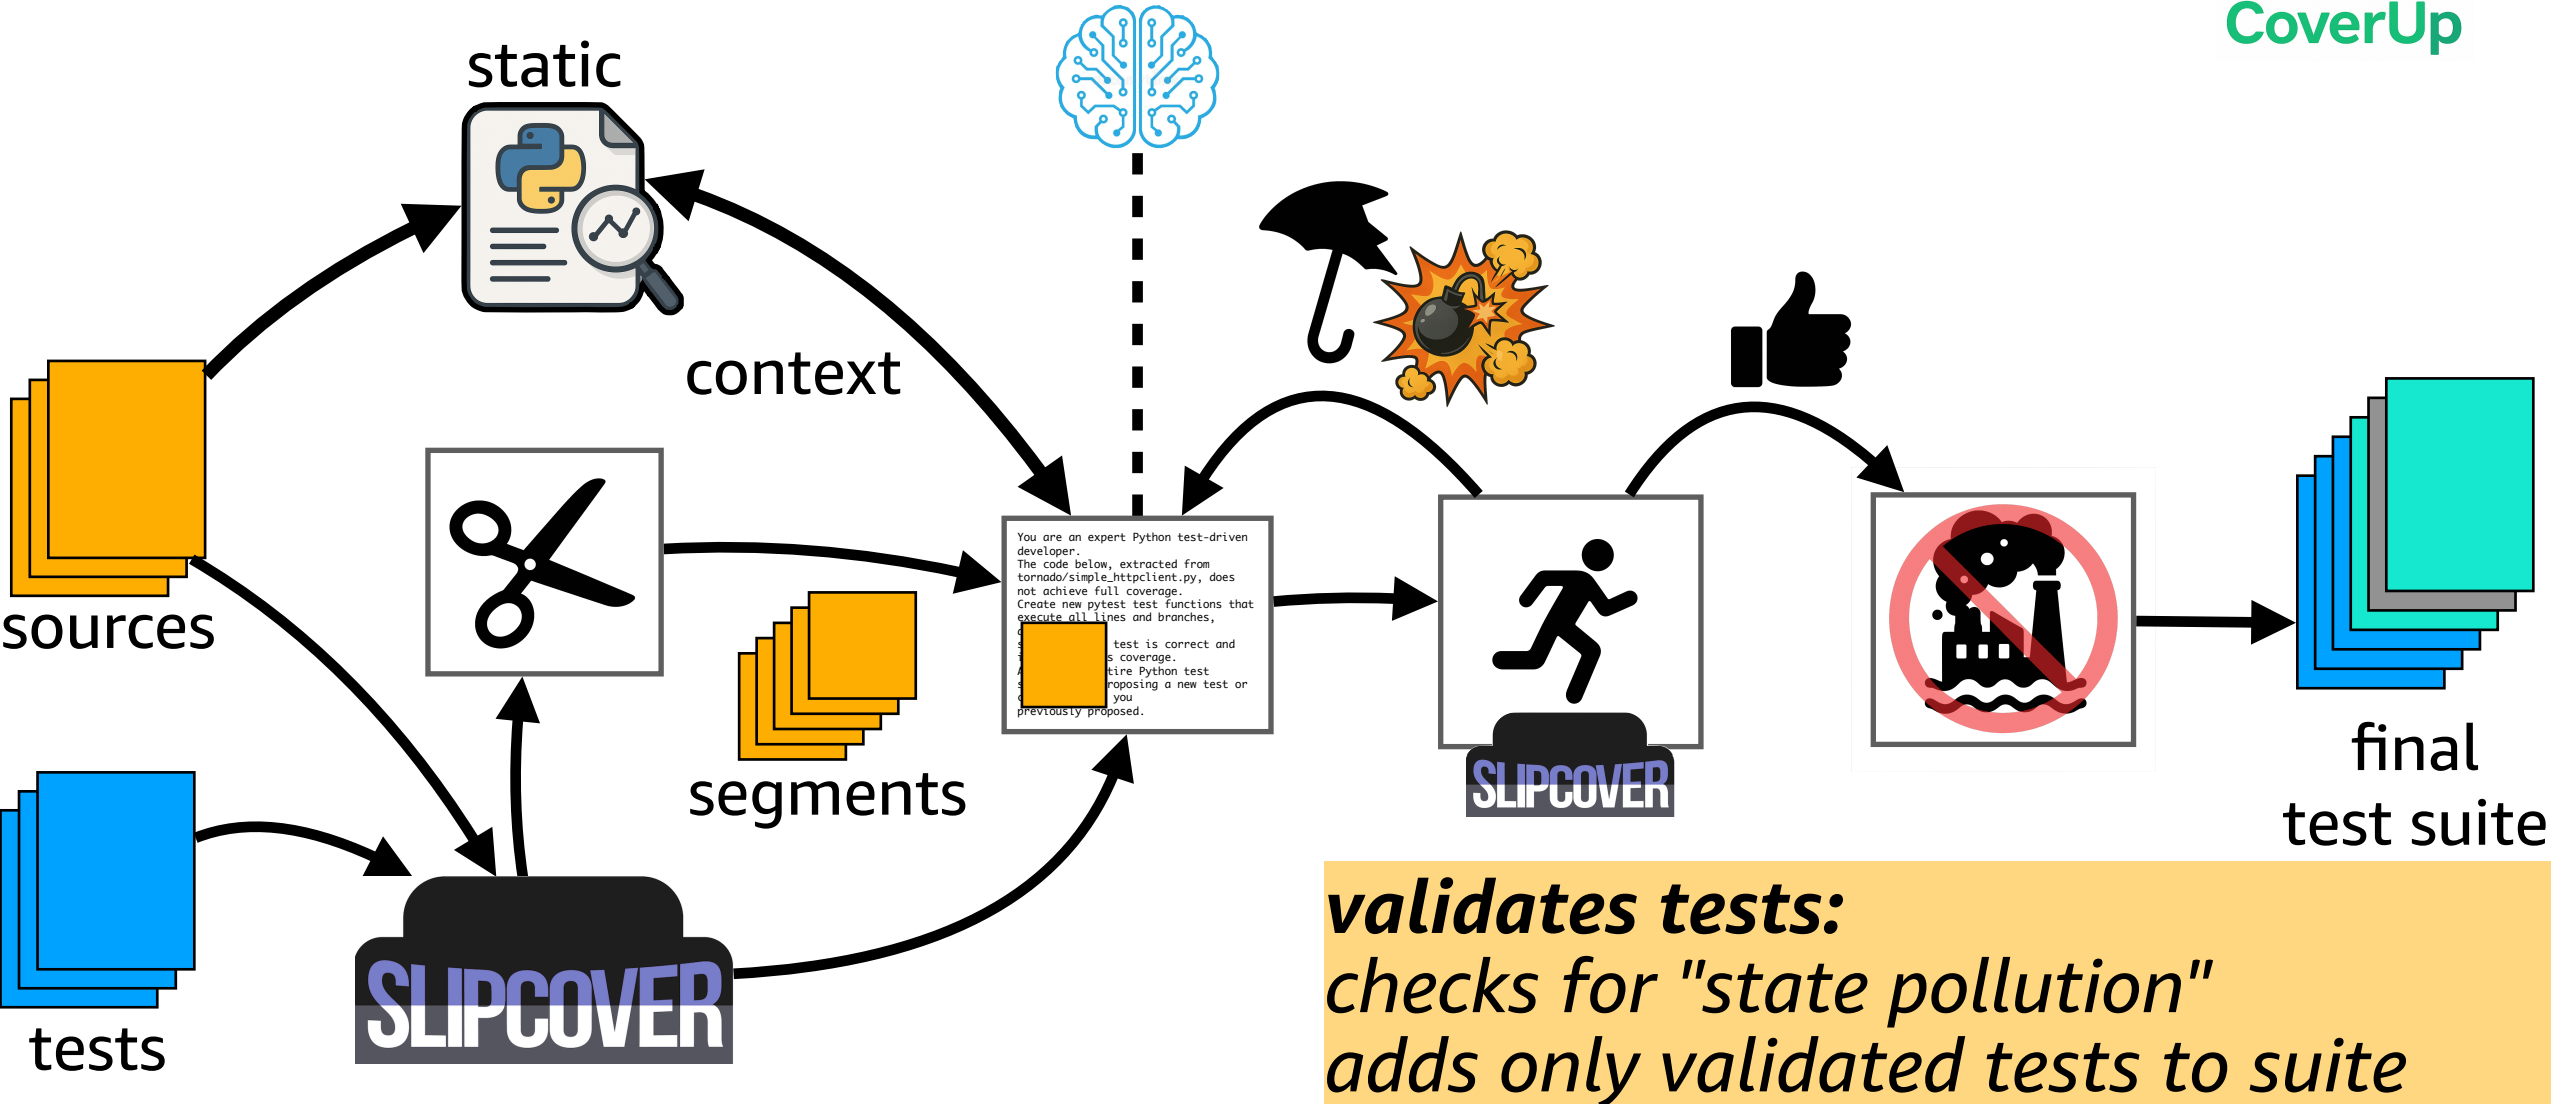 CoverUp
static
context
sources
You are an expert Python test-driven
developer.
The code below, extracted from
tornado/simple_httpclient.py, does
not achieve full coverage.
Create new pytest test functions that
execute all lines and branches,
test is correct and
coverage.
Python test
proposing a new test or
you
previously proposed.
segments
SLIPCOVER
final
test suite
tests
SLIPCOVER
validates tests:
checks for "state pollution"
adds only validated tests to suite